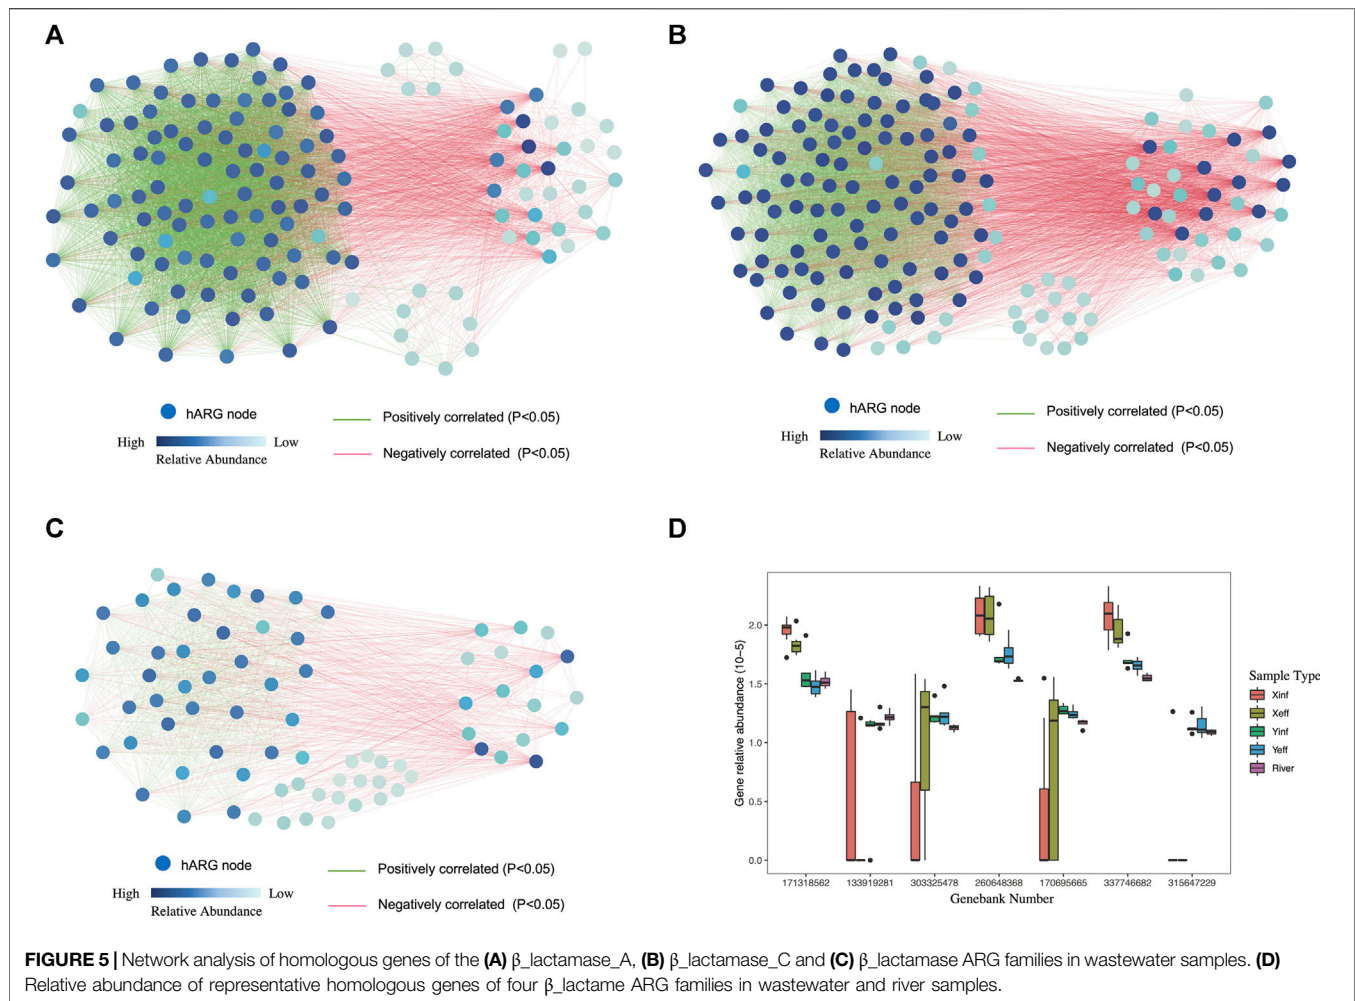 A
B
hARG node
High
Low
Relative Abundance
Positively correlated (P<0.05)
Negatively correlated (P<0.05)
hARG node
High
Low
Relative Abundance
Positively correlated (P<0.05)
Negatively correlated (P<0.05)
C
hARG node
High
Low
Relative Abundance
Positively correlated (P<0.05)
Negatively correlated (P<0.05)
D
Gene relative abundance (10−5)
2.0
1.5
1.0
0.5
0.0
171318562
133919281
303325478
260648368
170695665
337746682
315647229
Genebank Number
Sample Type
Xinf
Xeff
Yinf
Yeff
River
FIGURE 5 | Network analysis of homologous genes of the (A) β_lactamase_A, (B) β_lactamase_C and (C) β_lactamase ARG families in wastewater samples. (D)
Relative abundance of representative homologous genes of four β_lactame ARG families in wastewater and river samples.